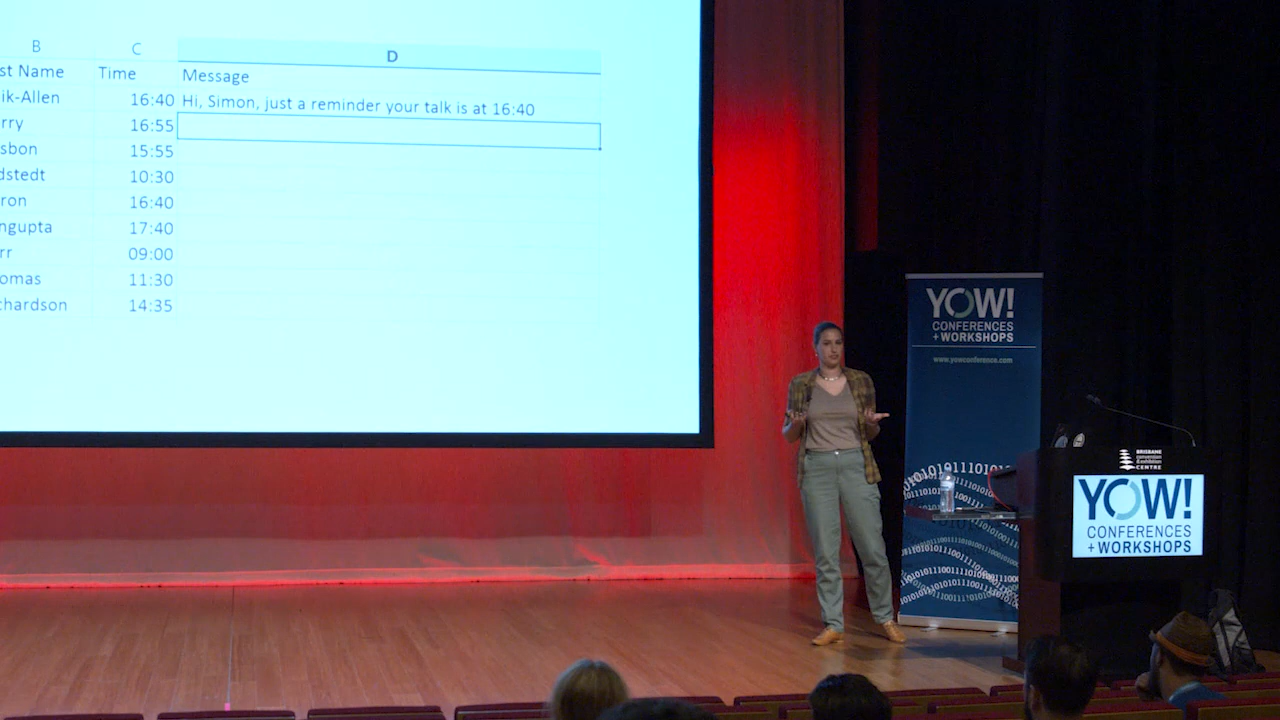 B C D
st Name Time Message
ik-Allen 16:40 Hi, Simon, just a reminder your talk is at 16:40
rry 16:55
sbon 15:55
dstedt 10:30
ron 16:40
ngupta 17:40
rr 09:00
omas 11:30
chardson 14:35
YOW!
CONFERENCES
+ WORKSHOPS
www.yowconference.com
BRISBANE
convention
& exhibition
CENTRE
YOW!
CONFERENCES
+ WORKSHOPS